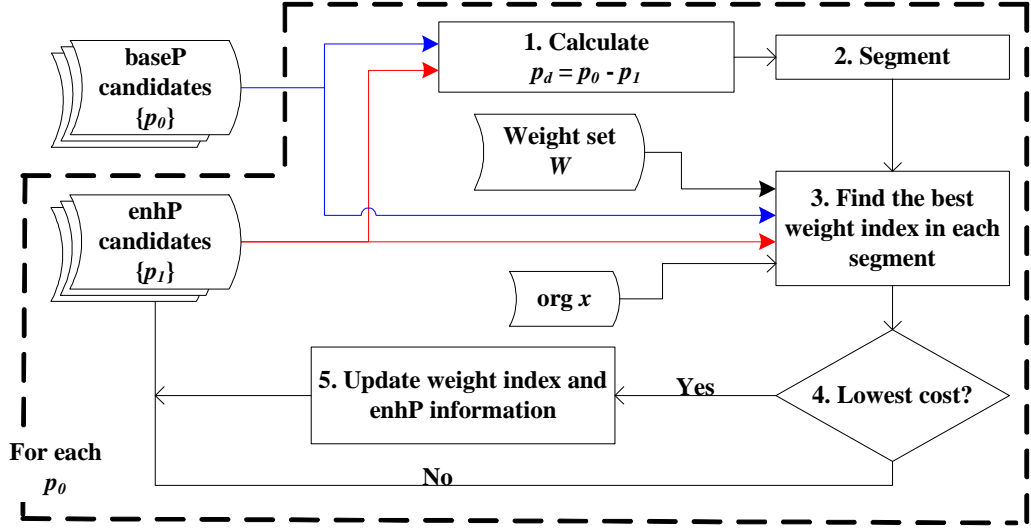 baseP
candidates
{p₀}
1. Calculate
p_d = p₀ - p₁
2. Segment
Weight set
W
enhP
candidates
{p₁}
3. Find the best
weight index in each
segment
org x
5. Update weight index and
enhP information
Yes
4. Lowest cost?
For each
p₀
No